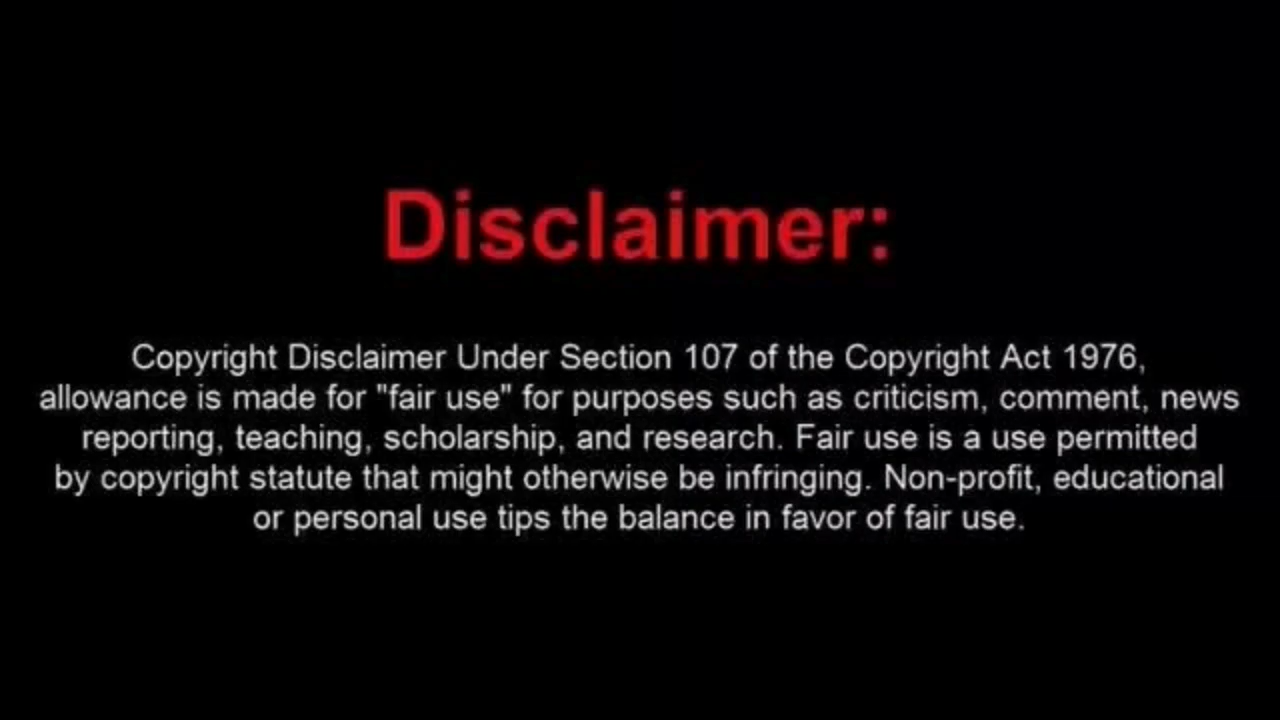 Disclaimer:
Copyright Disclaimer Under Section 107 of the Copyright Act 1976,
allowance is made for "fair use" for purposes such as criticism, comment, news
reporting, teaching, scholarship, and research. Fair use is a use permitted
by copyright statute that might otherwise be infringing. Non-profit, educational
or personal use tips the balance in favor of fair use.